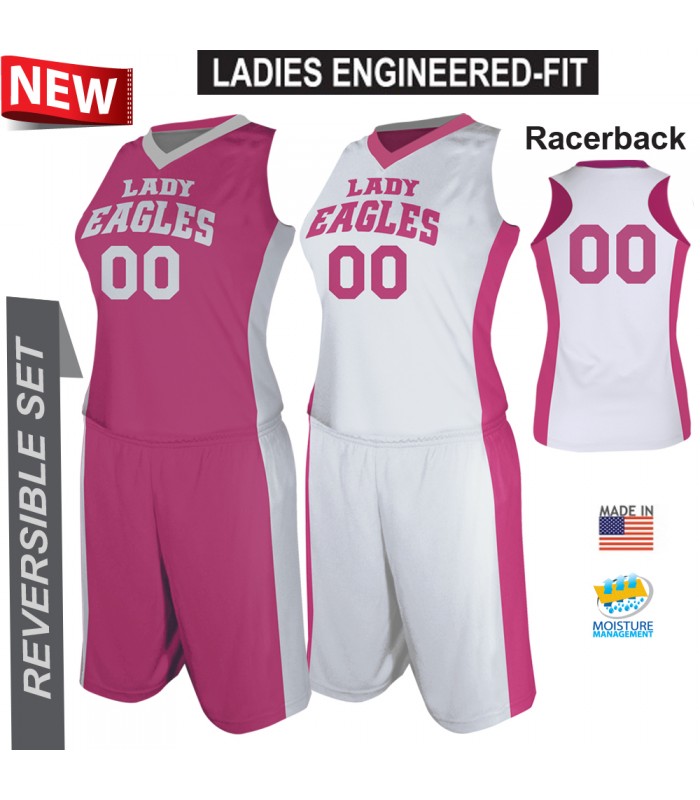 NEW
LADIES ENGINEERED-FIT
Racerback
LADY
EAGLES
00
LADY
EAGLES
00
00
REVERSIBLE SET
MADE IN
MOISTURE
MANAGEMENT